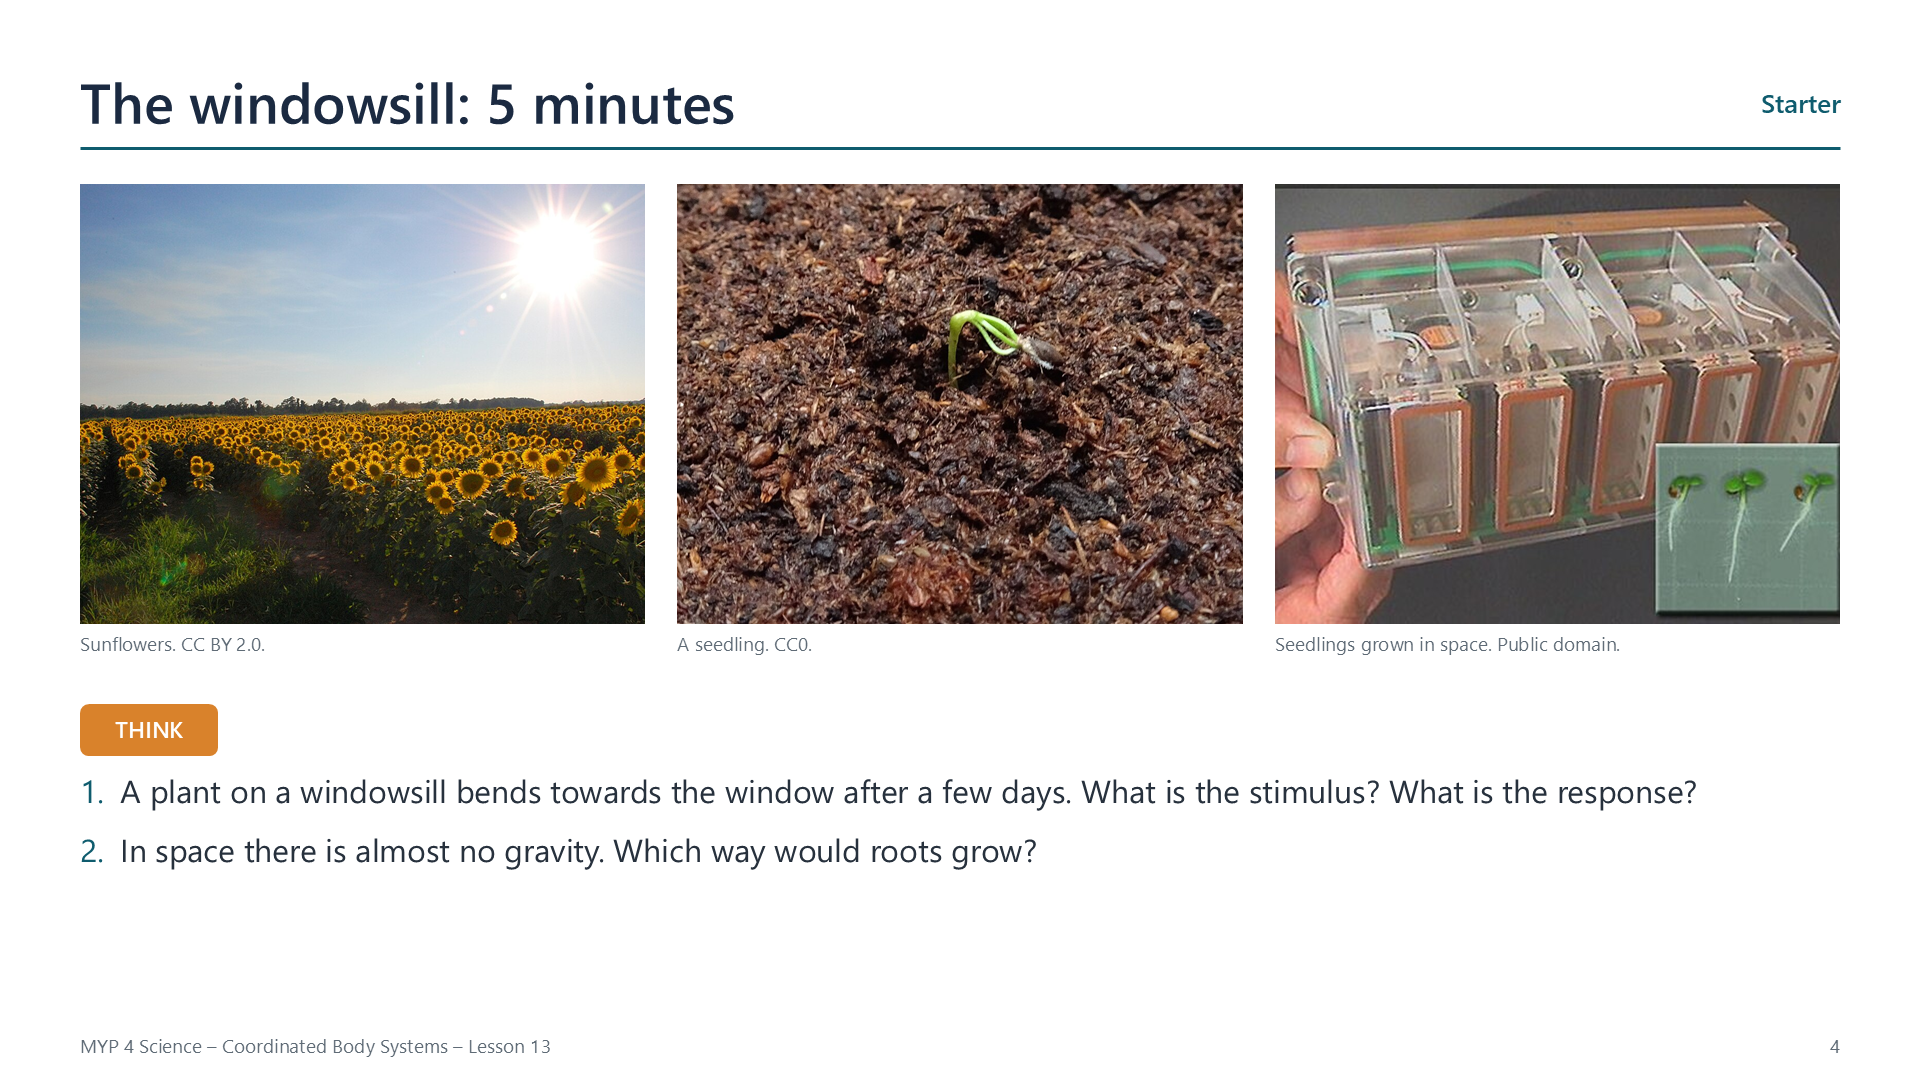 The windowsill: 5 minutes
Starter
Sunflowers. CC BY 2.0.
A seedling. CC0.
Seedlings grown in space. Public domain.
THINK
1. A plant on a windowsill bends towards the window after a few days. What is the stimulus? What is the response?
2. In space there is almost no gravity. Which way would roots grow?
MYP 4 Science – Coordinated Body Systems – Lesson 13
4